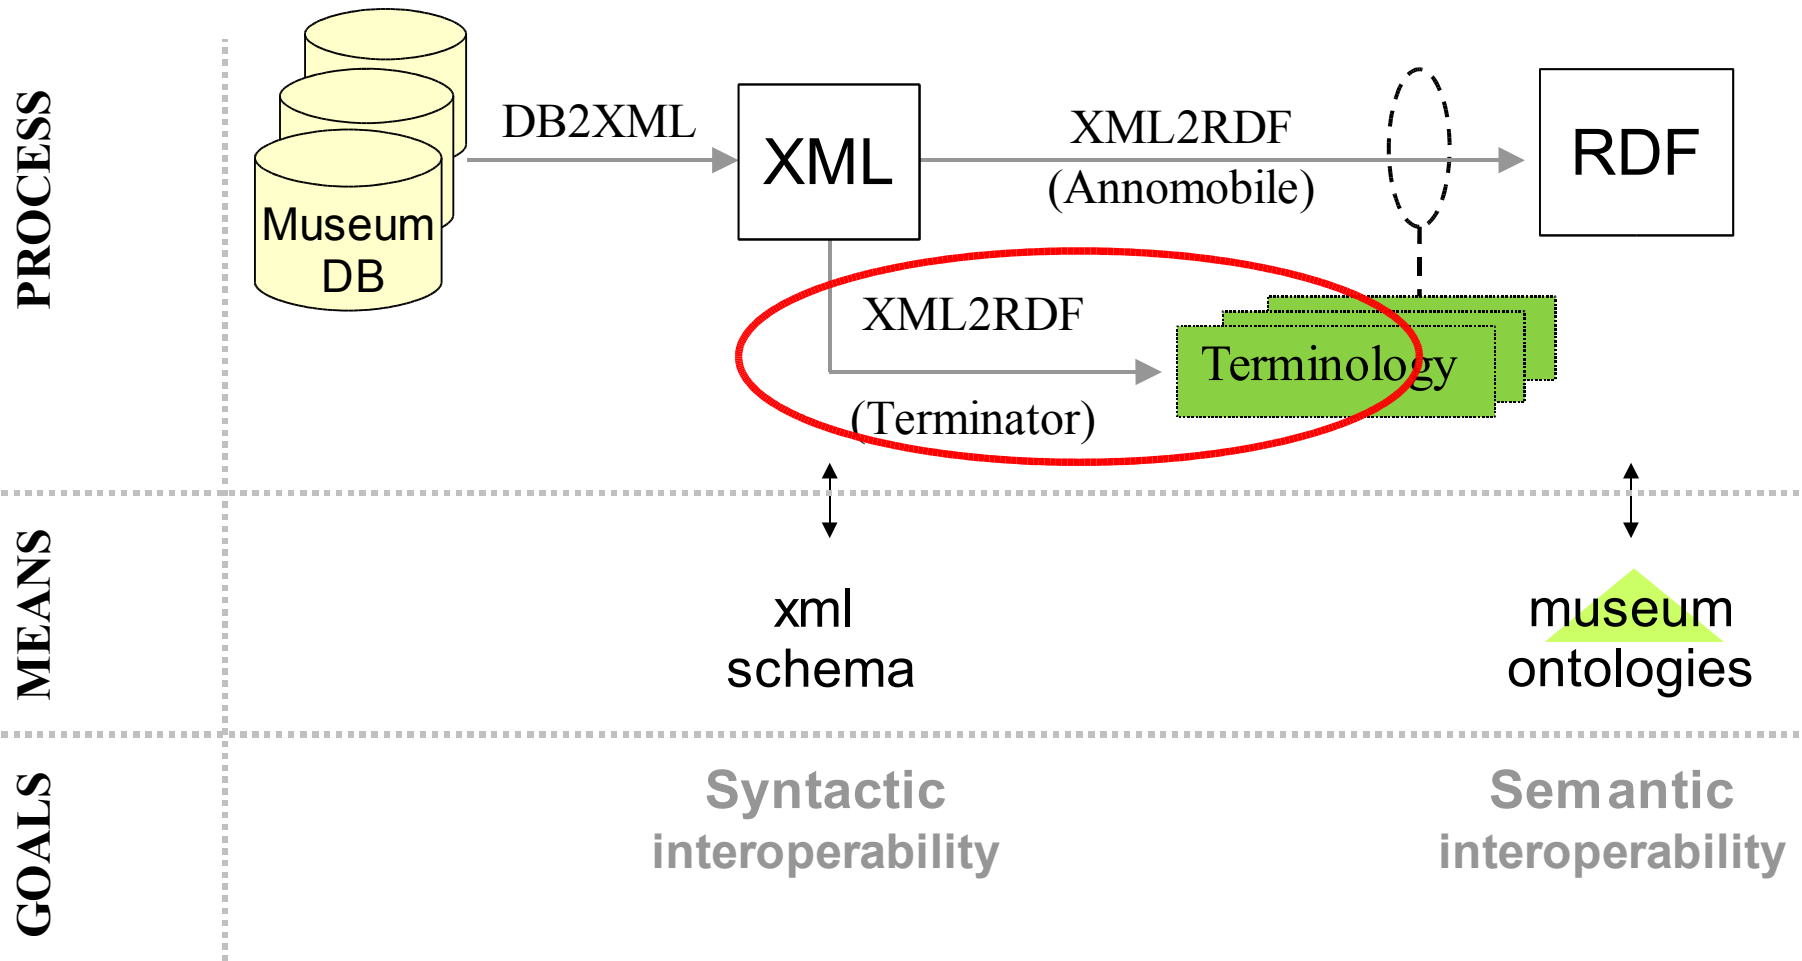 PROCESS
Museum
DB
DB2XML
XML
XML2RDF
(Annomobile)
RDF
XML2RDF
(Terminator)
Terminology
MEANS
xml
schema
museum
ontologies
GOALS
Syntactic
interoperability
Semantic
interoperability